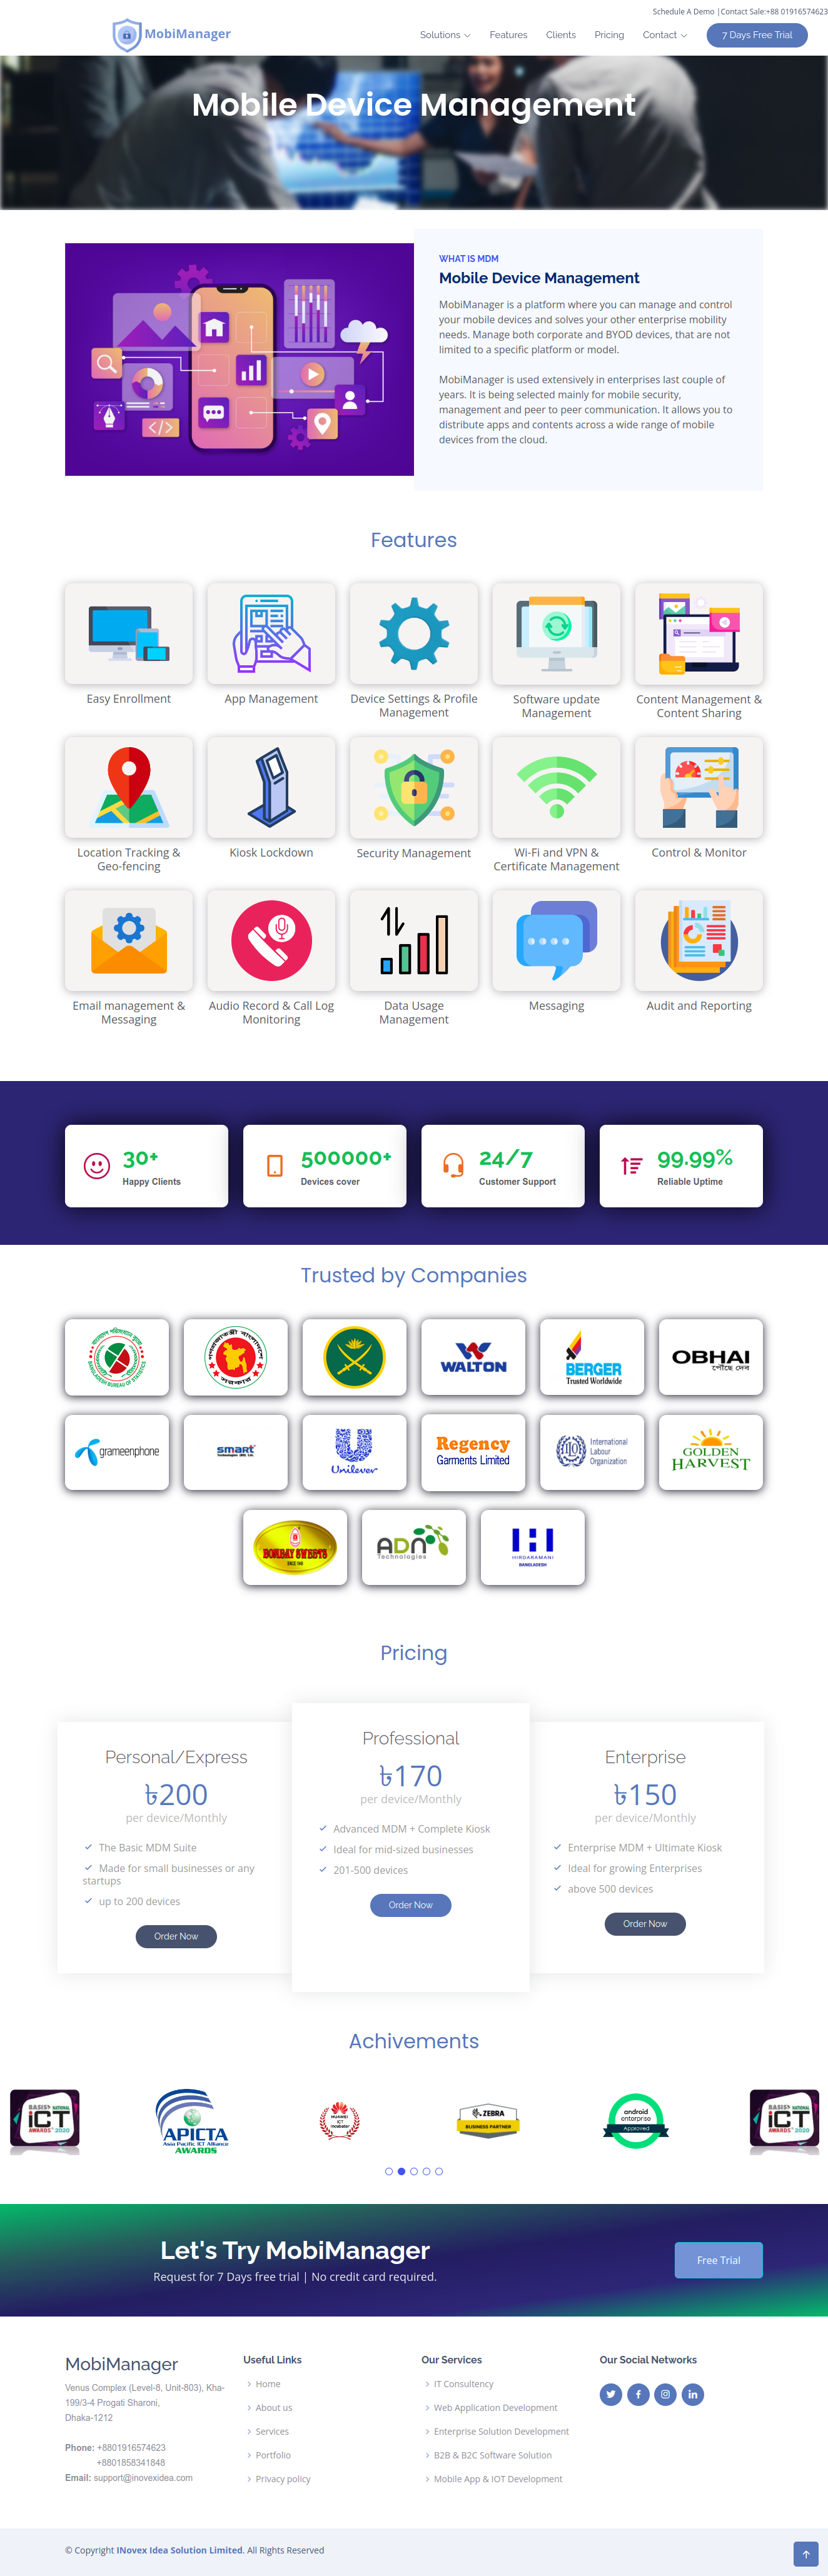 Schedule A Demo |Contact Sale:+88 01916574623
MobiManager
Solutions
Features
Clients
Pricing
Contact
7 Days Free Trial
Mobile Device Management
WHAT IS MDM
Mobile Device Management
MobiManager is a platform where you can manage and control
your mobile devices and solves your other enterprise mobility
needs. Manage both corporate and BYOD devices, that are not
limited to a specific platform or model.
MobiManager is used extensively in enterprises last couple of
years. It is being selected mainly for mobile security,
management and peer to peer communication. It allows you to
distribute apps and contents across a wide range of mobile
devices from the cloud.
Features
Easy Enrollment
App Management
Device Settings & Profile
Management
Software update
Management
Content Management &
Content Sharing
Location Tracking &
Geo-fencing
Kiosk Lockdown
Security Management
Wi-Fi and VPN &
Certificate Management
Control & Monitor
Email management &
Messaging
Audio Record & Call Log
Monitoring
Data Usage
Management
Messaging
Audit and Reporting
30+
Happy Clients
500000+
Devices cover
24/7
Customer Support
99.99%
Reliable Uptime
Trusted by Companies
BANGLADESH BUREAU OF STATISTICS
WALTON
BERGER
Trusted Worldwide
OBHAI
পৌঁছে দেব
grameenphone
smart
Technologies (BD) Ltd.
Unilever
Regency
Garments Limited
International
Labour
Organization
GOLDEN
HARVEST
BOMBAY SWEETS
ADN
Technologies
HIRDARAMANI
BANGLADESH
Pricing
Personal/Express
৳200
per device/Monthly
The Basic MDM Suite
Made for small businesses or any
startups
up to 200 devices
Order Now
Professional
৳170
per device/Monthly
Advanced MDM + Complete Kiosk
Ideal for mid-sized businesses
201-500 devices
Order Now
Enterprise
৳150
per device/Monthly
Enterprise MDM + Ultimate Kiosk
Ideal for growing Enterprises
above 500 devices
Order Now
Achivements
BASIS NATIONAL
ICT
AWARDS 2020
APICTA
Asia Pacific ICT Alliance
AWARDS
HUAWEI
ICT
Incubator
ZEBRA
BUSINESS PARTNER
android
enterprise
Approved
BASIS NATIONAL
ICT
AWARDS 2020
Let's Try MobiManager
Request for 7 Days free trial | No credit card required.
Free Trial
MobiManager
Venus Complex (Level-8, Unit-803), Kha-
199/3-4 Progati Sharoni,
Dhaka-1212
Phone: +8801916574623
+8801858341848
Email: support@inovexidea.com
Useful Links
Home
About us
Services
Portfolio
Privacy policy
Our Services
IT Consultency
Web Application Development
Enterprise Solution Development
B2B & B2C Software Solution
Mobile App & IOT Development
Our Social Networks
© Copyright INovex Idea Solution Limited. All Rights Reserved